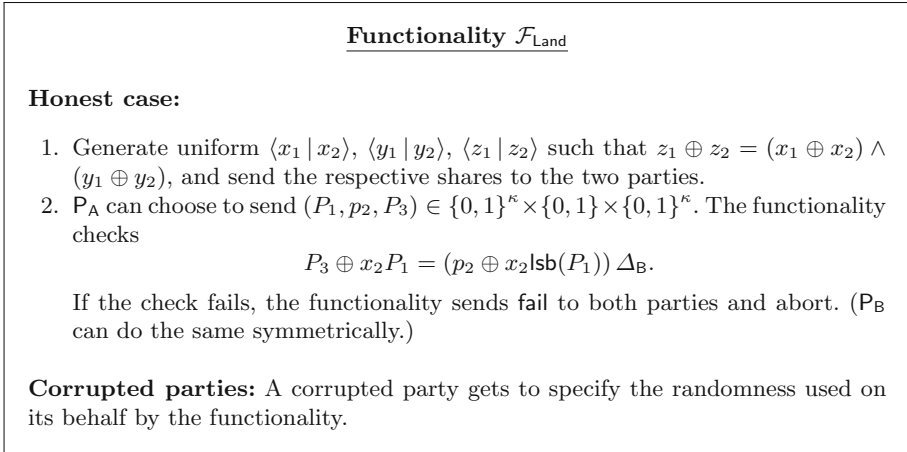 Functionality 𝓕_Land
Honest case:
1. Generate uniform ⟨x₁ | x₂⟩, ⟨y₁ | y₂⟩, ⟨z₁ | z₂⟩ such that z₁ ⊕ z₂ = (x₁ ⊕ x₂) ∧
(y₁ ⊕ y₂), and send the respective shares to the two parties.
2. P_A can choose to send (P₁, p₂, P₃) ∈ {0, 1}^κ × {0, 1} × {0, 1}^κ. The functionality
checks
P₃ ⊕ x₂P₁ = (p₂ ⊕ x₂lsb(P₁)) Δ_B.
If the check fails, the functionality sends fail to both parties and abort. (P_B
can do the same symmetrically.)
Corrupted parties: A corrupted party gets to specify the randomness used on
its behalf by the functionality.